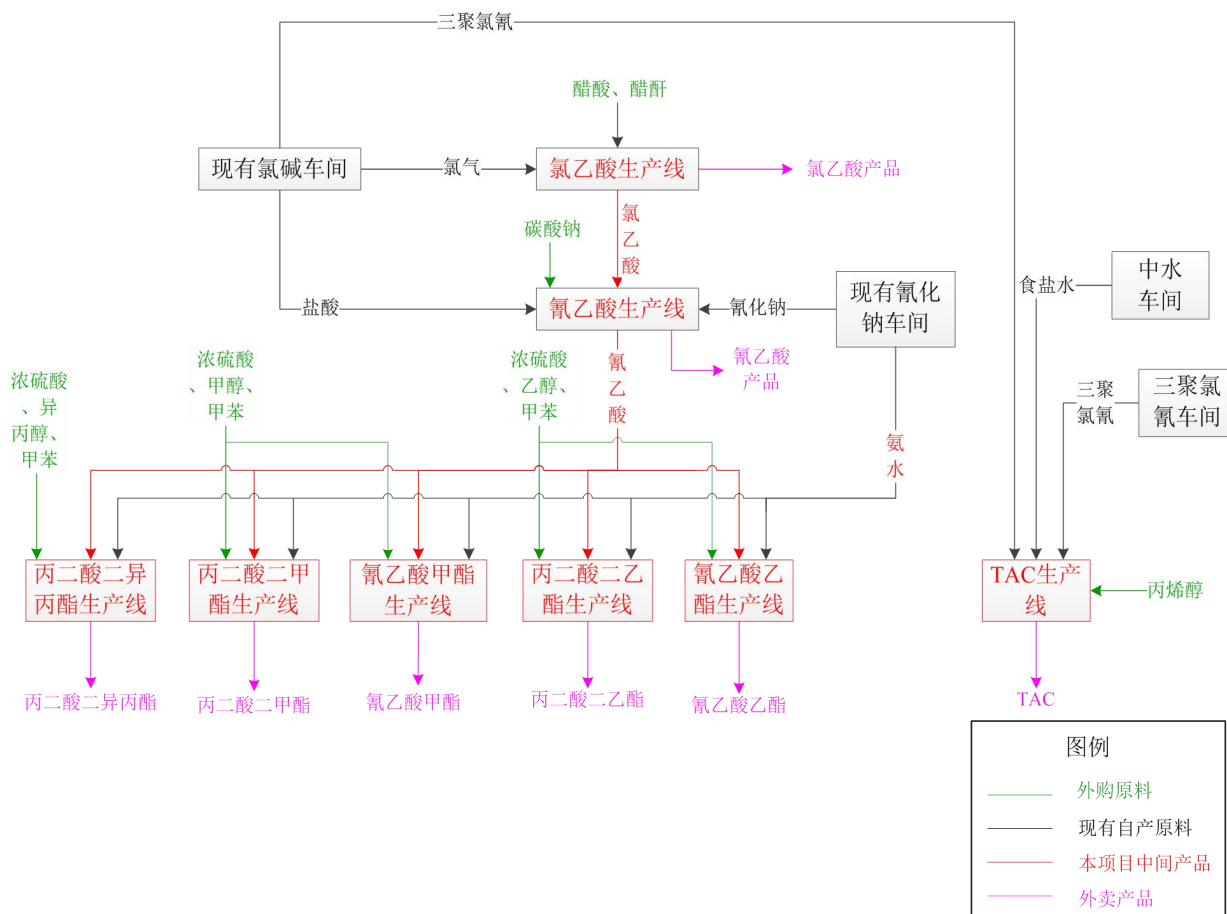 三聚氯氰
醋酸、醋酐
现有氯碱车间
氯气
氯乙酸生产线
氯乙酸产品
氯
乙
酸
碳酸钠
盐酸
氰乙酸生产线
氰化钠
现有氰化
钠车间
食盐水
中水
车间
氰乙酸
产品
氰
乙
酸
浓硫酸
、异
丙醇、
甲苯
浓硫酸
、甲醇、
甲苯
浓硫酸
、乙醇、
甲苯
氨
水
三聚
氯氰
三聚氯
氰车间
丙二酸二异
丙酯生产线
丙二酸二甲
酯生产线
氰乙酸甲酯
生产线
丙二酸二乙
酯生产线
氰乙酸乙
酯生产线
TAC生产
线
丙烯醇
丙二酸二异丙酯
丙二酸二甲酯
氰乙酸甲酯
丙二酸二乙酯
氰乙酸乙酯
TAC
图例
外购原料
现有自产原料
本项目中间产品
外卖产品